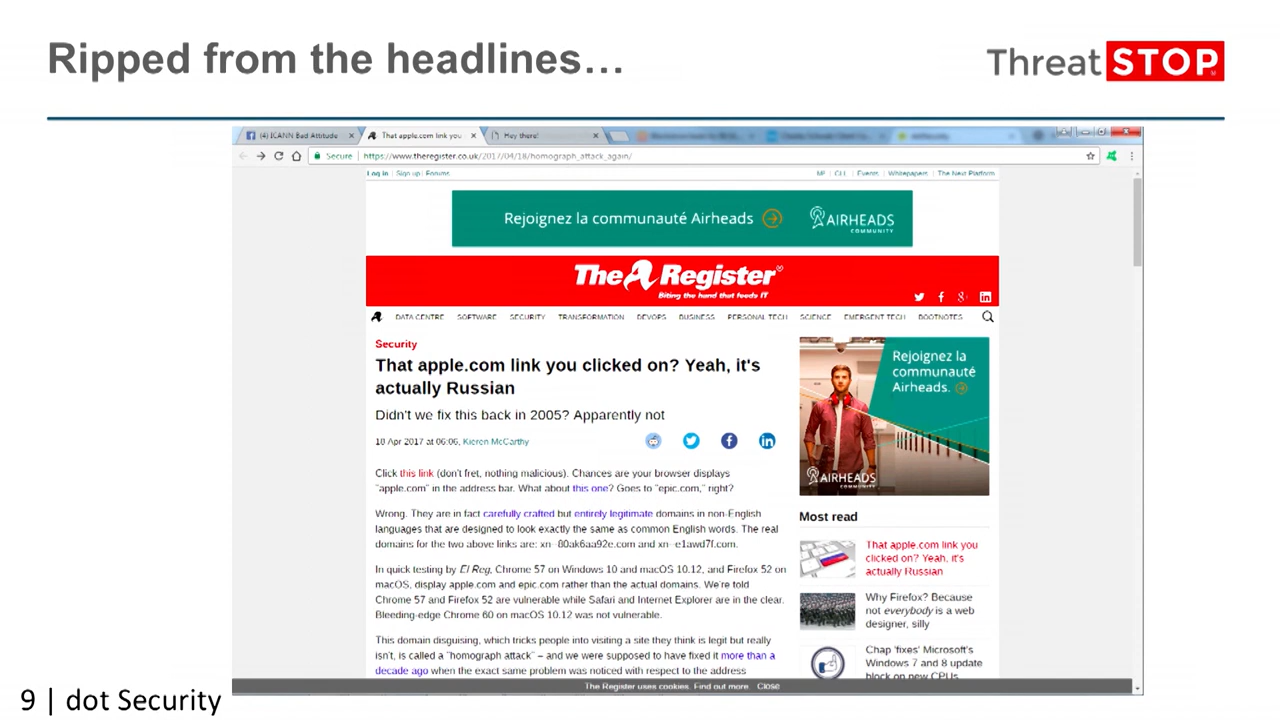 Ripped from the headlines…
ThreatSTOP
(4) ICANN Bad Attitude
That apple.com link you
Hey there!
Secure | https://www.theregister.co.uk/2017/04/18/homograph_attack_again/
Log in | Sign up | Forums
M³ | CLL | Events | Whitepapers | The Next Platform
Rejoignez la communauté Airheads
AIRHEADS
COMMUNITY
The Register
Biting the hand that feeds IT
DATA CENTRE SOFTWARE SECURITY TRANSFORMATION DEVOPS BUSINESS PERSONAL TECH SCIENCE EMERGENT TECH BOOTNOTES
Security
That apple.com link you clicked on? Yeah, it's
actually Russian
Didn't we fix this back in 2005? Apparently not
18 Apr 2017 at 06:06, Kieren McCarthy
Click this link (don't fret, nothing malicious). Chances are your browser displays
"apple.com" in the address bar. What about this one? Goes to "epic.com," right?
Wrong. They are in fact carefully crafted but entirely legitimate domains in non-English
languages that are designed to look exactly the same as common English words. The real
domains for the two above links are: xn--80ak6aa92e.com and xn--e1awd7f.com.
In quick testing by El Reg, Chrome 57 on Windows 10 and macOS 10.12, and Firefox 52 on
macOS, display apple.com and epic.com rather than the actual domains. We're told
Chrome 57 and Firefox 52 are vulnerable while Safari and Internet Explorer are in the clear.
Bleeding-edge Chrome 60 on macOS 10.12 was not vulnerable.
This domain disguising, which tricks people into visiting a site they think is legit but really
isn't, is called a "homograph attack" – and we were supposed to have fixed it more than a
decade ago when the exact same problem was noticed with respect to the address
Rejoignez la
communauté
Airheads.
AIRHEADS
COMMUNITY
Most read
That apple.com link you
clicked on? Yeah, it's
actually Russian
Why Firefox? Because
not everybody is a web
designer, silly
Chap 'fixes' Microsoft's
Windows 7 and 8 update
block on new CPUs
The Register uses cookies. Find out more. Close
9 | dot Security